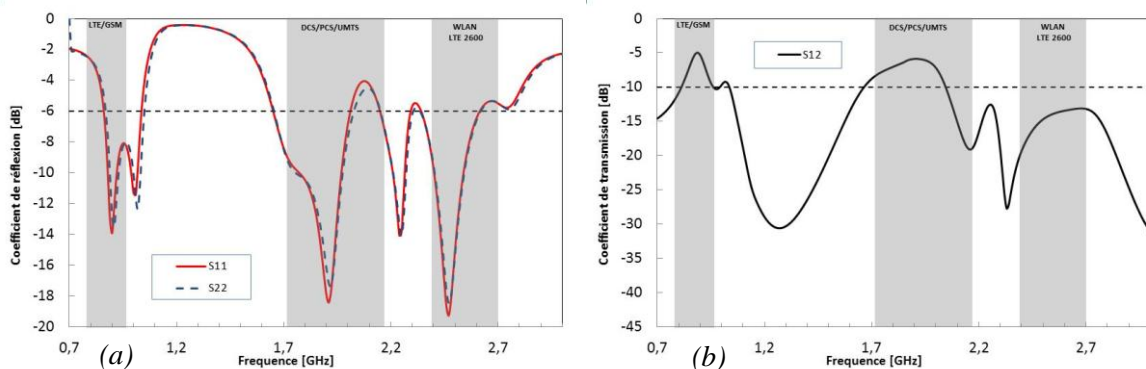 LTE/GSM
DCS/PCS/UMTS
WLAN
LTE 2600
Coefficient de réflexion [dB]
0
-2
-4
-6
-8
-10
-12
-14
-16
-18
-20
S11
S22
0,7
1,2
1,7
2,2
2,7
Frequence [GHz]
(a)
LTE/GSM
DCS/PCS/UMTS
WLAN
LTE 2600
Coefficient de transmission [dB]
0
-5
-10
-15
-20
-25
-30
-35
-40
-45
S12
0,7
1,2
1,7
2,2
2,7
Frequence [GHz]
(b)